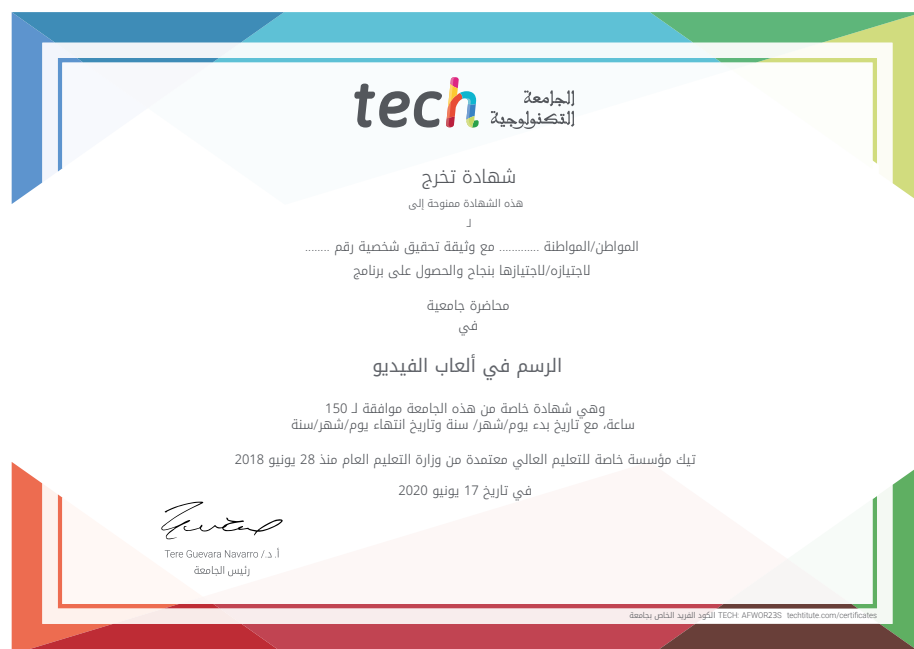 tech الجامعة
التكنولوجية
شهادة تخرج
هذه الشهادة ممنوحة إلى
لـ
المواطن/المواطنة ............ مع وثيقة تحقيق شخصية رقم ........
لاجتيازه/لاجتيازها بنجاح والحصول على برنامج
محاضرة جامعية
في
الرسم في ألعاب الفيديو
وهي شهادة خاصة من هذه الجامعة موافقة لـ 150
ساعة، مع تاريخ بدء يوم/شهر/ سنة وتاريخ انتهاء يوم/شهر/سنة
تيك مؤسسة خاصة للتعليم العالي معتمدة من وزارة التعليم العام منذ 28 يونيو 2018
في تاريخ 17 يونيو 2020
أ. د./ Tere Guevara Navarro
رئيس الجامعة
الكود الفريد الخاص بجامعة TECH: AFWOR23S techtitute.com/certificates